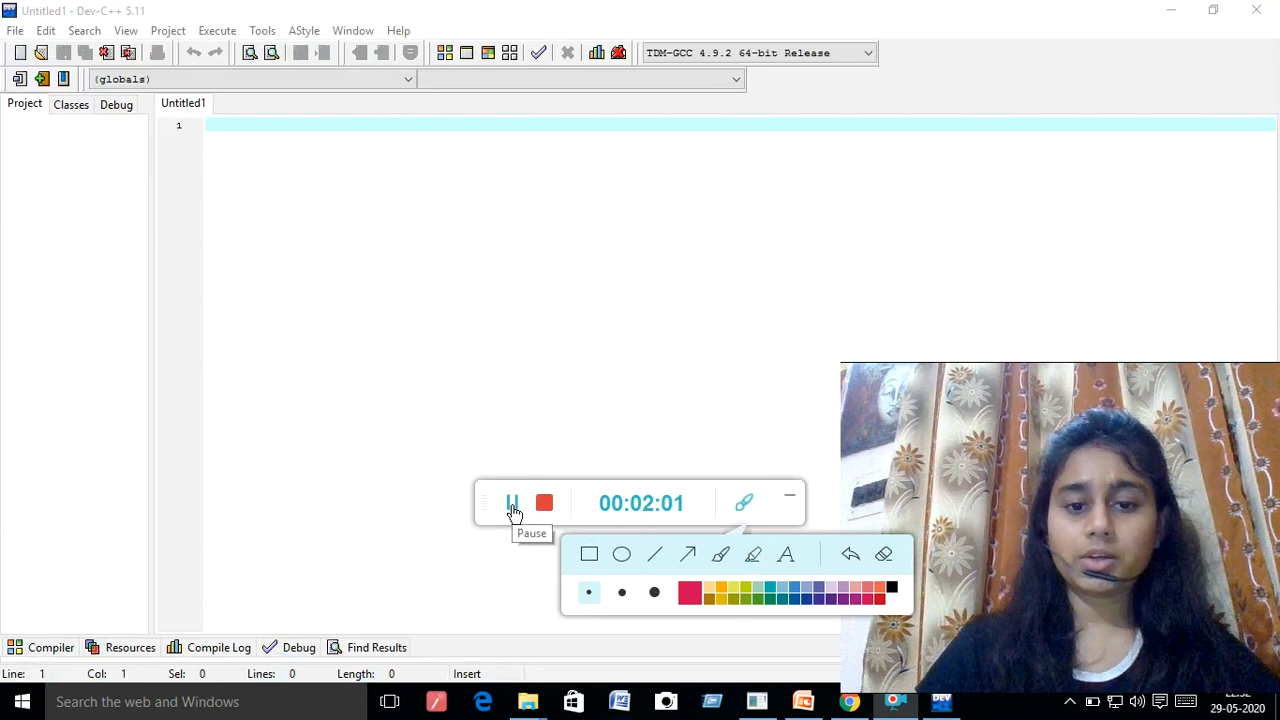 Untitled1 - Dev-C++ 5.11
File Edit Search View Project Execute Tools AStyle Window Help
TDM-GCC 4.9.2 64-bit Release
(globals)
Project Classes Debug Untitled1
1
00:02:01
Pause
A
Compiler Resources Compile Log Debug Find Results
Line: 1 Col: 1 Sel: 0 Lines: 0 Length: 0 Insert
Search the web and Windows
DEV
29-05-2020